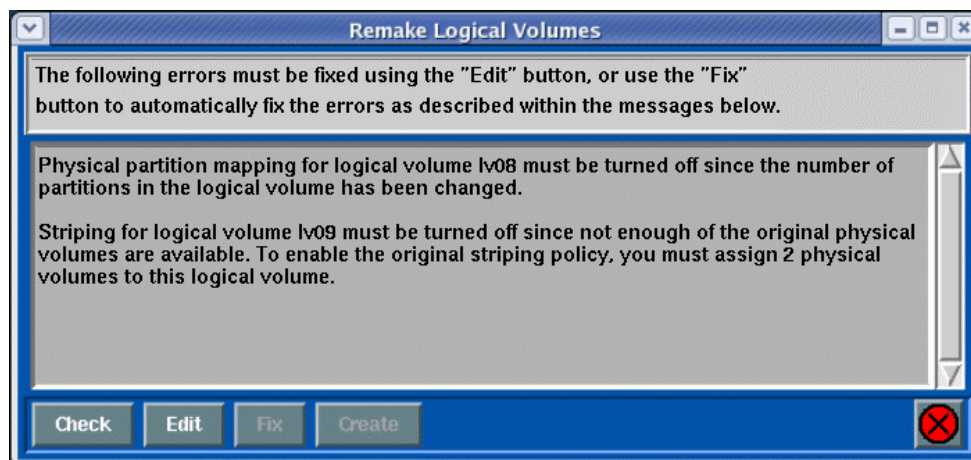 Remake Logical Volumes
The following errors must be fixed using the "Edit" button, or use the "Fix"
button to automatically fix the errors as described within the messages below.
Physical partition mapping for logical volume lv08 must be turned off since the number of
partitions in the logical volume has been changed.
Striping for logical volume lv09 must be turned off since not enough of the original physical
volumes are available. To enable the original striping policy, you must assign 2 physical
volumes to this logical volume.
Check Edit Fix Create